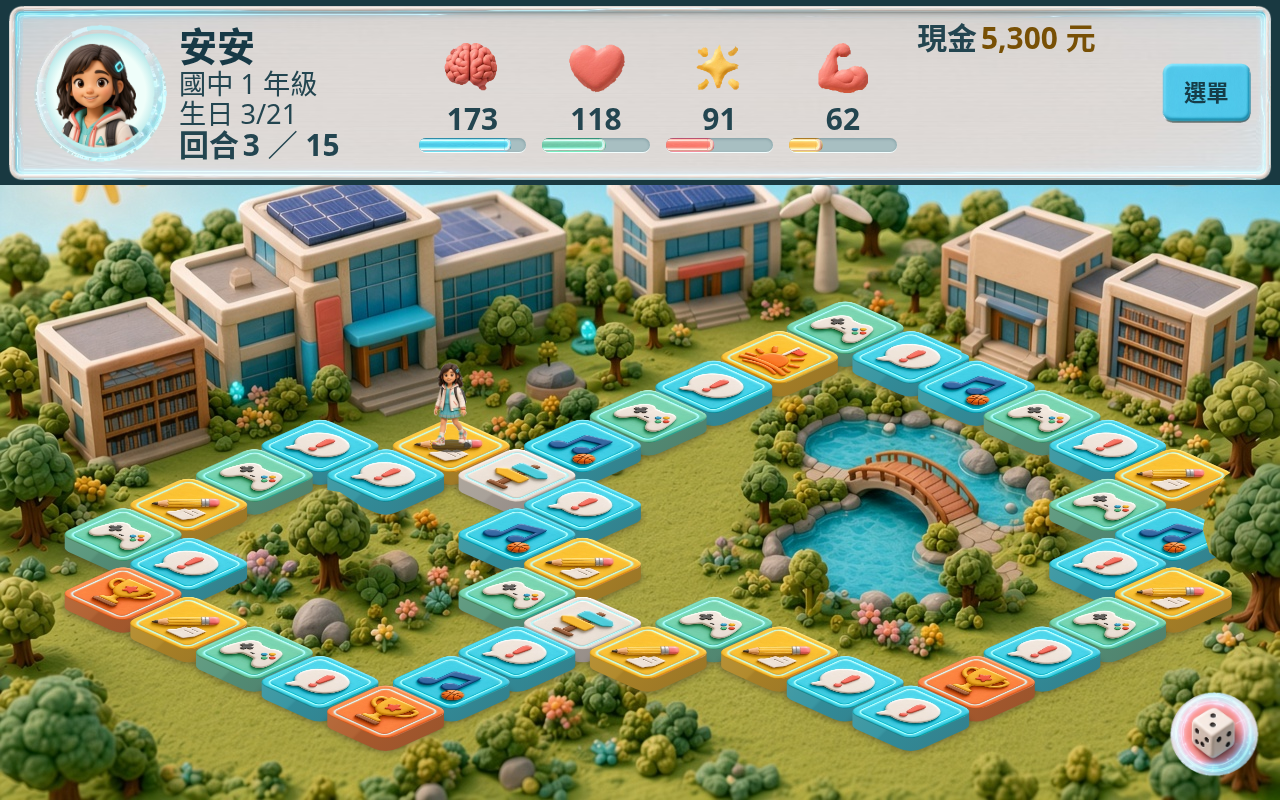 安安
國中 1 年級
生日 3/21
回合 3 ／ 15
173
118
91
62
現金 5,300 元
選單